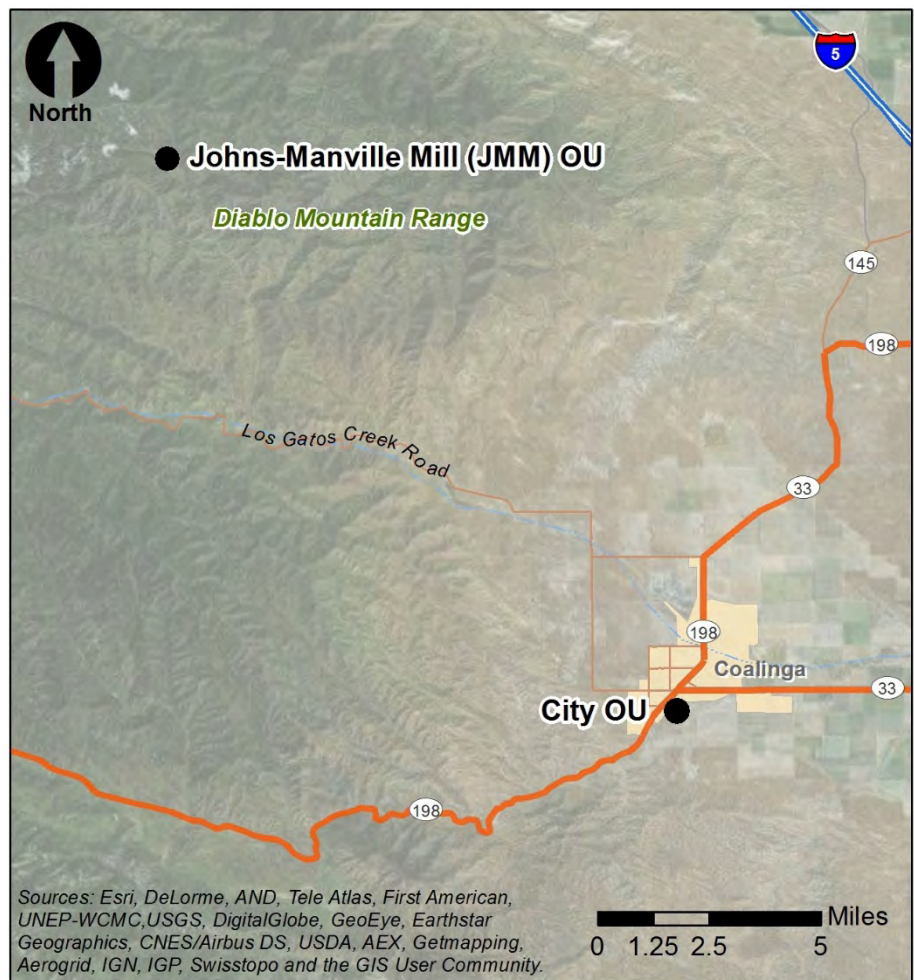 5
North
Johns-Manville Mill (JMM) OU
Diablo Mountain Range
145
198
Los Gatos Creek Road
33
198
Coalinga
33
City OU
198
Sources: Esri, DeLorme, AND, Tele Atlas, First American,
UNEP-WCMC,USGS, DigitalGlobe, GeoEye, Earthstar
Geographics, CNES/Airbus DS, USDA, AEX, Getmapping,
Aerogrid, IGN, IGP, Swisstopo and the GIS User Community.
Miles
0 1.25 2.5 5